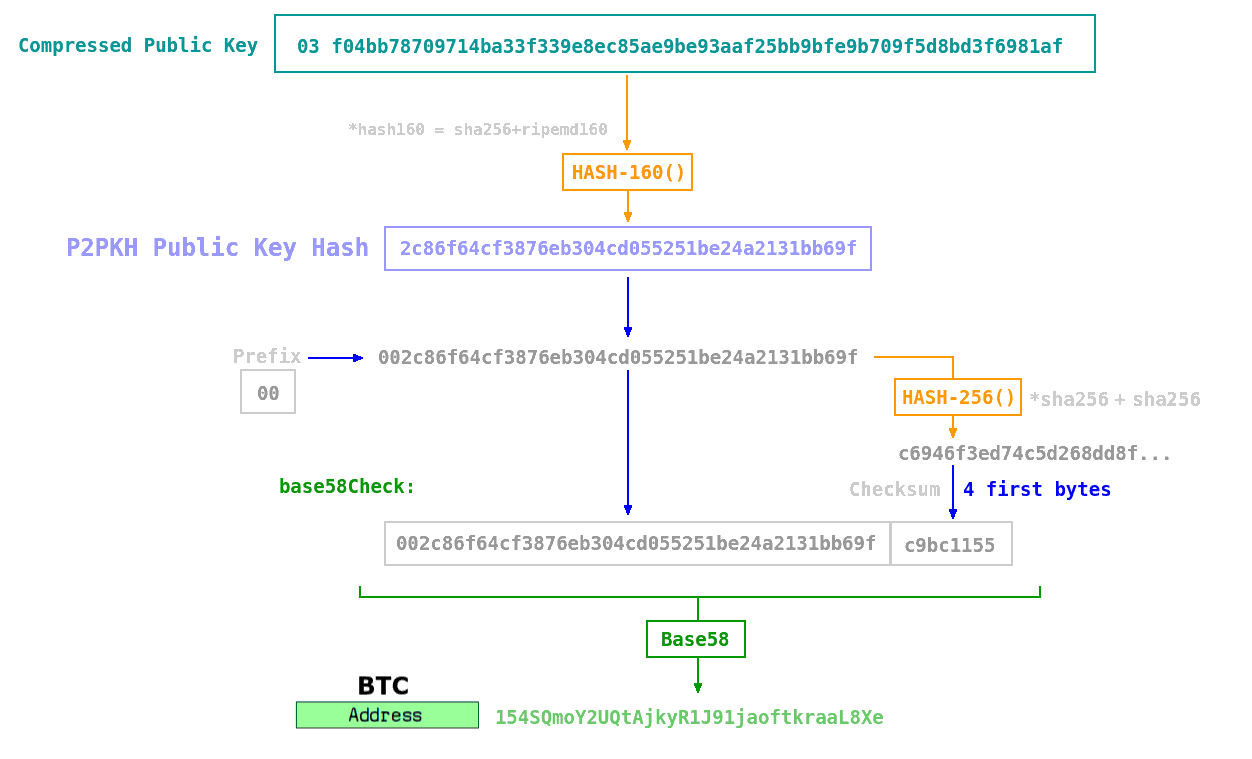 Compressed Public Key
03 f04bb78709714ba33f339e8ec85ae9be93aaf25bb9bfe9b709f5d8bd3f6981af
*hash160 = sha256+ripemd160
HASH-160()
P2PKH Public Key Hash
2c86f64cf3876eb304cd055251be24a2131bb69f
Prefix
00
002c86f64cf3876eb304cd055251be24a2131bb69f
HASH-256()
*sha256 + sha256
c6946f3ed74c5d268dd8f...
base58Check:
Checksum
4 first bytes
002c86f64cf3876eb304cd055251be24a2131bb69f
c9bc1155
Base58
BTC
Address
154SQmoY2UQtAjkyR1J91jaoftkraaL8Xe